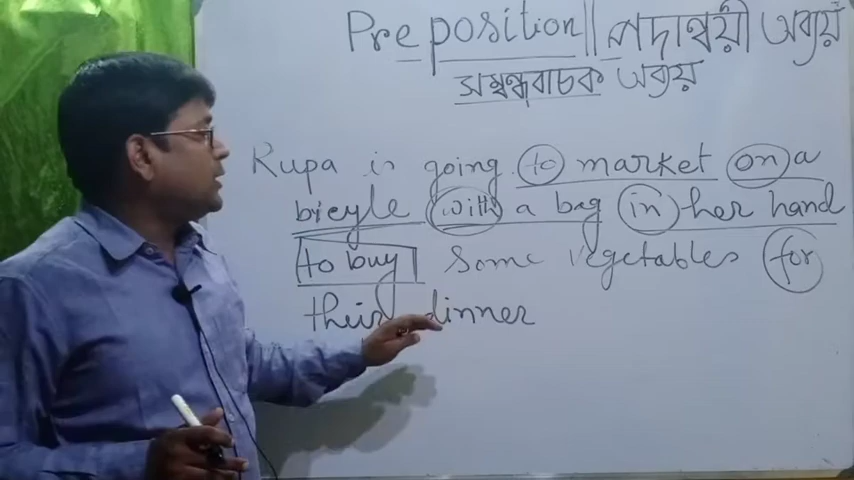 Preposition || পদান্বয়ী অব্যয়
সম্বন্ধবাচক অব্যয়
Rupa is going to market on a
bicycle with a bag in her hand
to buy some vegetables for
their dinner